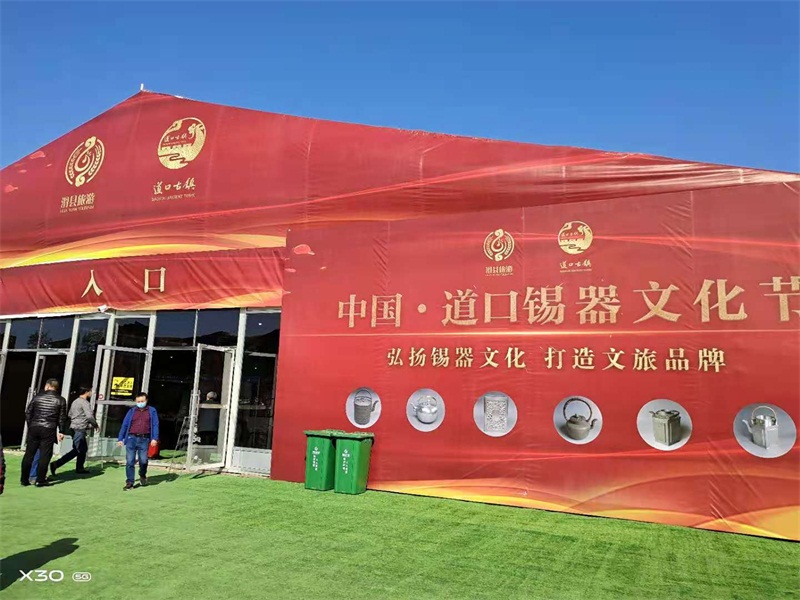 滑县旅游
道口古镇
入口
滑县旅游
道口古镇
中国·道口锡器文化节
弘扬锡器文化 打造文旅品牌
X30 5G